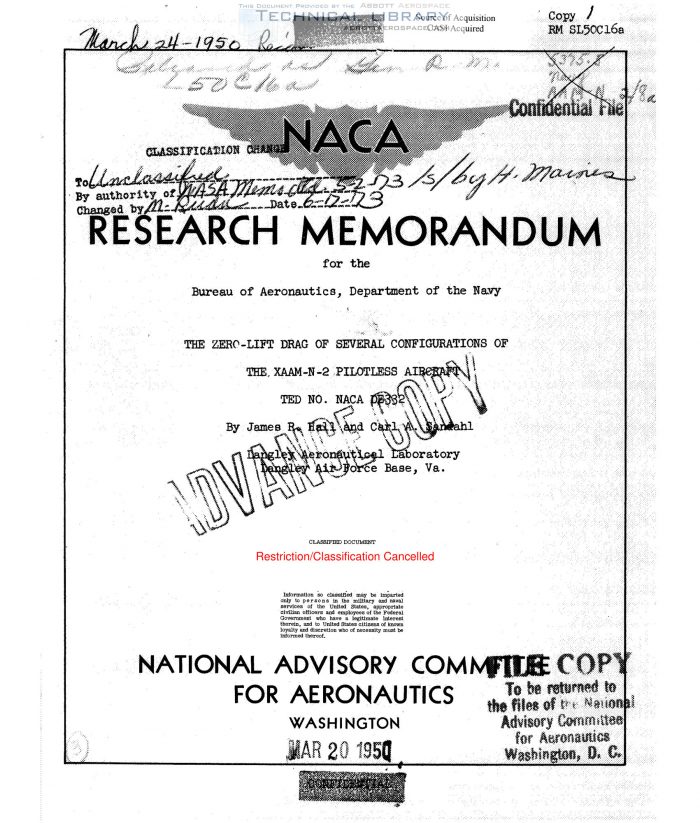 This Document Provided by the Abbott Aerospace
Technical Library
Source of Acquisition
CASI Acquired
Copy 1
RM SL50C16a
March 24-1950
L50C16a
5375.8
Confidential File
NACA
CLASSIFICATION CHANGED
To Unclassified
By authority of NASA Memo dtd. 5-2-73 /s/ by H. Maines
Changed by Date 6-12-73
RESEARCH MEMORANDUM
for the
Bureau of Aeronautics, Department of the Navy
THE ZERO-LIFT DRAG OF SEVERAL CONFIGURATIONS OF
THE XAAM-N-2 PILOTLESS AIRCRAFT
TED NO. NACA DE332
By James R. Hall and Carl A. Sandahl
Langley Aeronautical Laboratory
Langley Air Force Base, Va.
ADVANCE COPY
CLASSIFIED DOCUMENT
Restriction/Classification Cancelled
Information so classified may be imparted
only to persons in the military and naval
services of the United States, appropriate
civilian officers and employees of the Federal
Government who have a legitimate interest
therein, and to United States citizens of known
loyalty and discretion who of necessity must be
informed thereof.
NATIONAL ADVISORY COMMITTEE
FOR AERONAUTICS
WASHINGTON
MAR 20 1950
FILE COPY
To be returned to
the files of the National
Advisory Committee
for Aeronautics
Washington, D. C.
3
CONFIDENTIAL